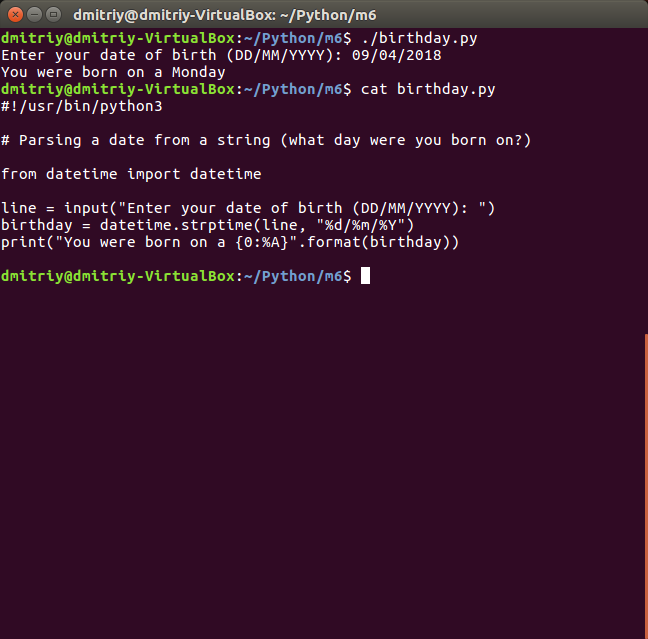 dmitriy@dmitriy-VirtualBox: ~/Python/m6
dmitriy@dmitriy-VirtualBox:~/Python/m6$ ./birthday.py
Enter your date of birth (DD/MM/YYYY): 09/04/2018
You were born on a Monday
dmitriy@dmitriy-VirtualBox:~/Python/m6$ cat birthday.py
#!/usr/bin/python3
# Parsing a date from a string (what day were you born on?)
from datetime import datetime
line = input("Enter your date of birth (DD/MM/YYYY): ")
birthday = datetime.strptime(line, "%d/%m/%Y")
print("You were born on a {0:%A}".format(birthday))
dmitriy@dmitriy-VirtualBox:~/Python/m6$